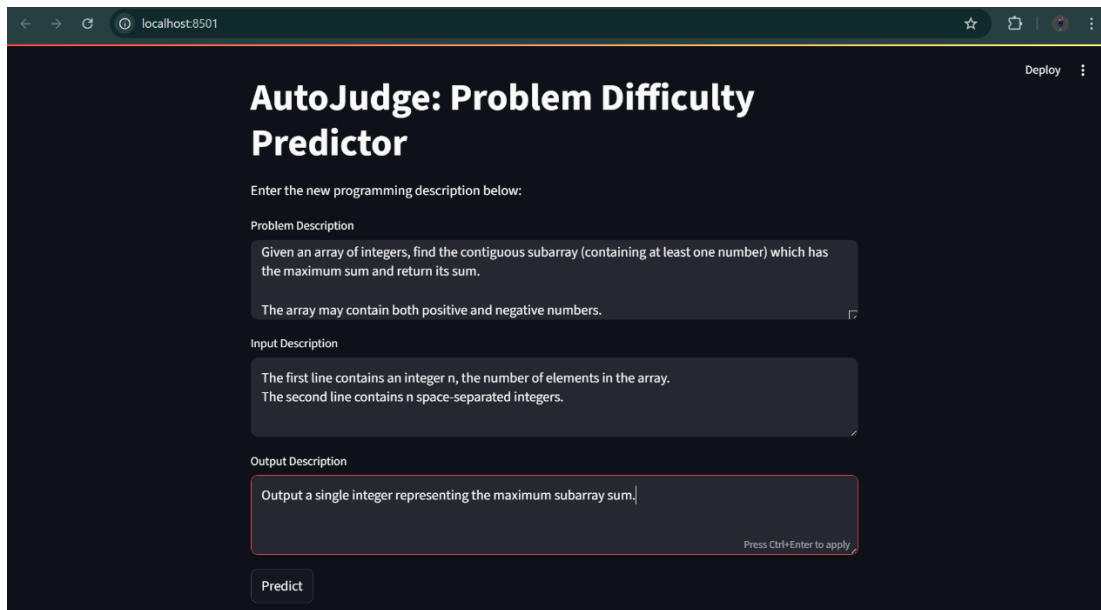 localhost:8501
Deploy
AutoJudge: Problem Difficulty
Predictor
Enter the new programming description below:
Problem Description
Given an array of integers, find the contiguous subarray (containing at least one number) which has
the maximum sum and return its sum.
The array may contain both positive and negative numbers.
Input Description
The first line contains an integer n, the number of elements in the array.
The second line contains n space-separated integers.
Output Description
Output a single integer representing the maximum subarray sum.
Press Ctrl+Enter to apply
Predict